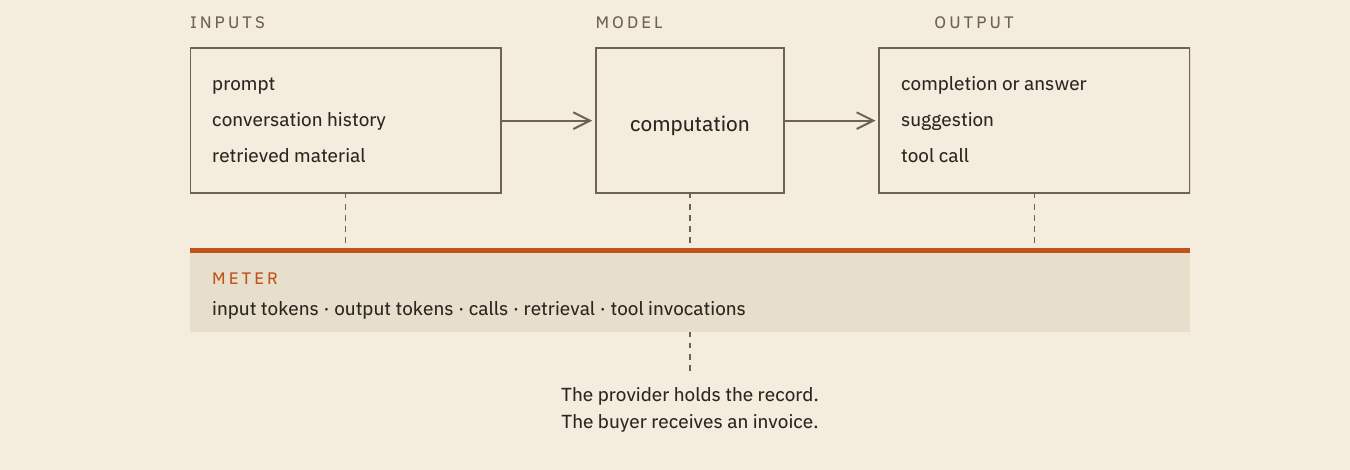 INPUTS
MODEL
OUTPUT
prompt
conversation history
retrieved material
computation
completion or answer
suggestion
tool call
METER
input tokens · output tokens · calls · retrieval · tool invocations
The provider holds the record.
The buyer receives an invoice.